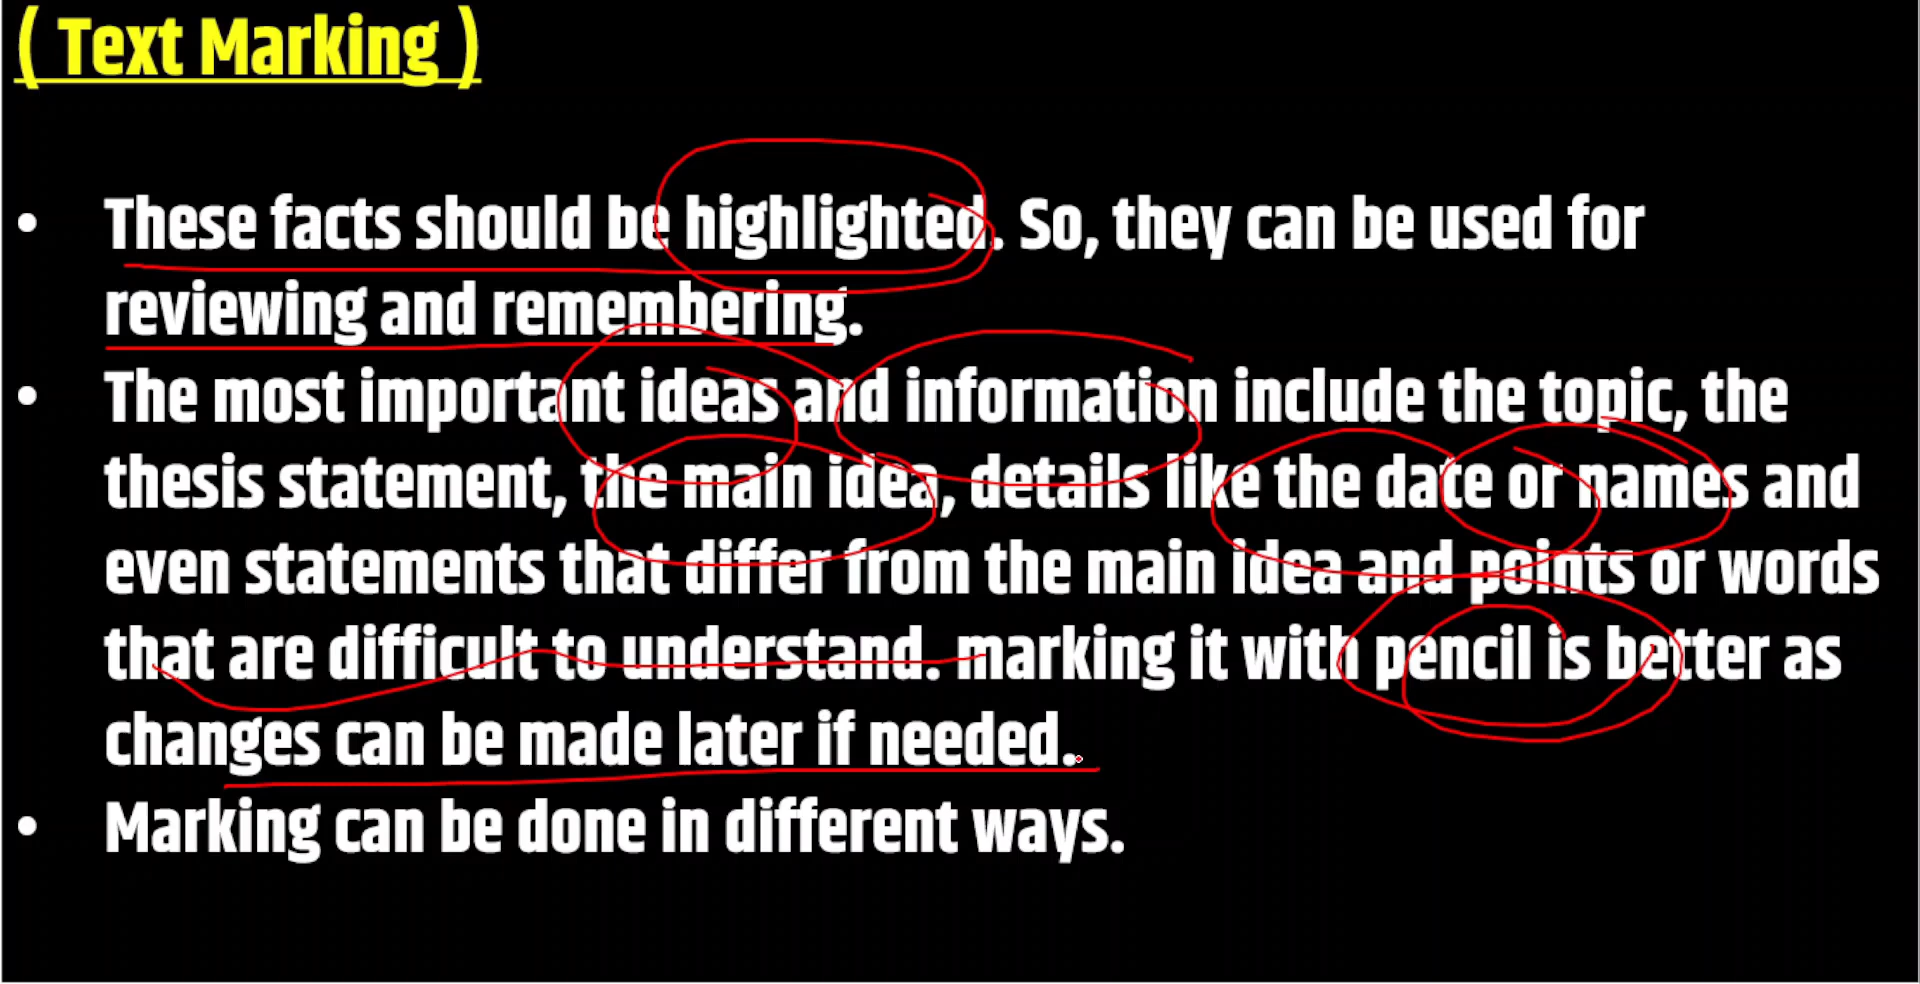 ( Text Marking )
• These facts should be highlighted. So, they can be used for
reviewing and remembering.
• The most important ideas and information include the topic, the
thesis statement, the main idea, details like the date or names and
even statements that differ from the main idea and points or words
that are difficult to understand. marking it with pencil is better as
changes can be made later if needed.
• Marking can be done in different ways.